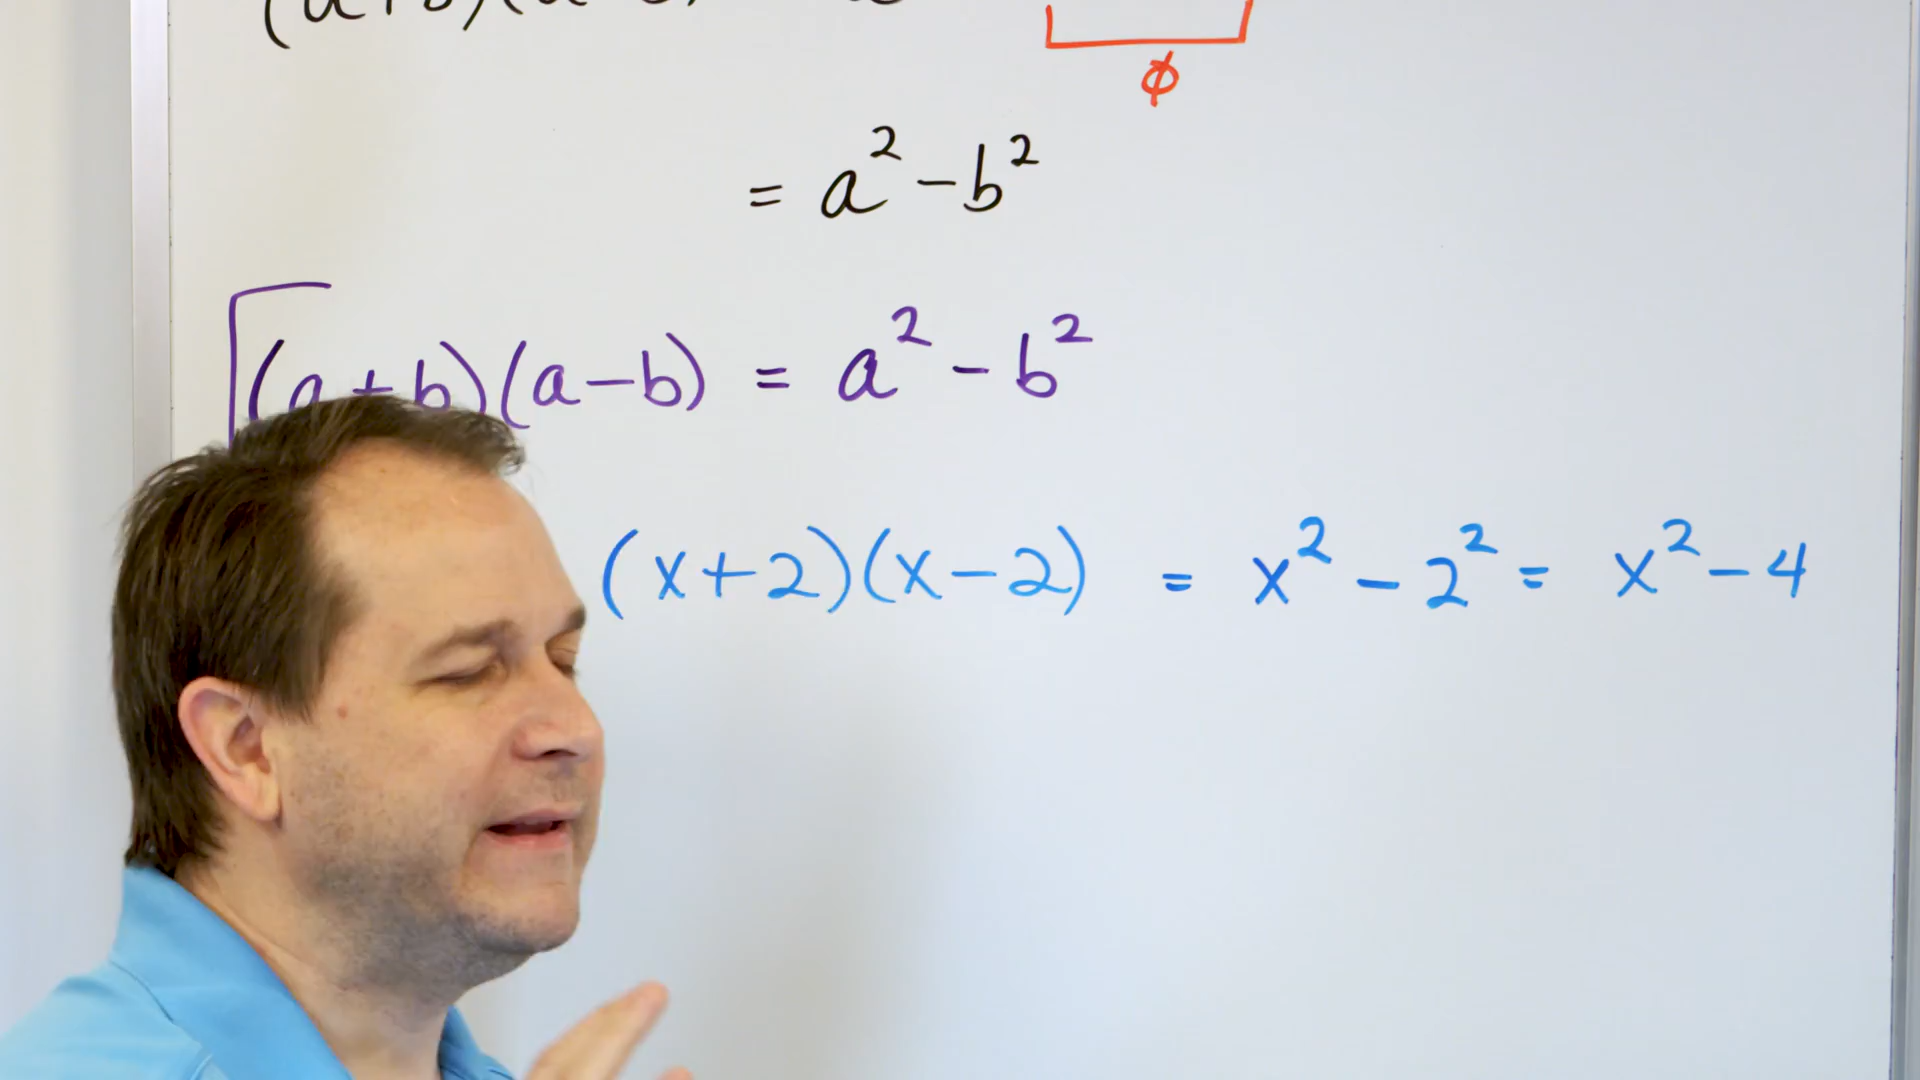 ϕ
= a² - b²
(a + b)(a - b) = a² - b²
(x + 2)(x - 2) = x² - 2² = x² - 4